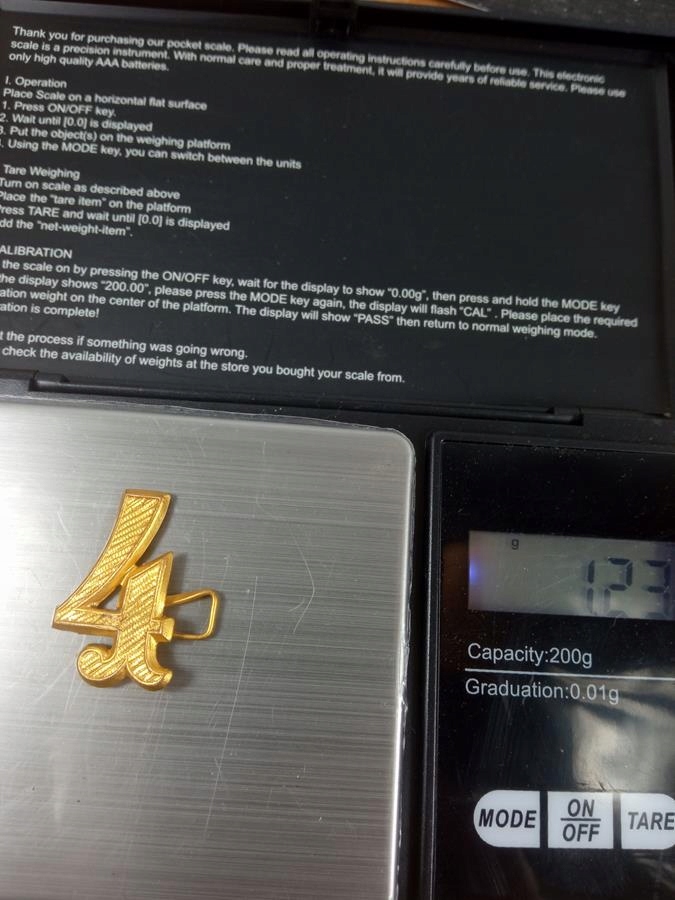 Thank you for purchasing our pocket scale. Please read all operating instructions carefully before use. This electronic
scale is a precision instrument. With normal care and proper treatment, it will provide years of reliable service. Please use
only high quality AAA batteries.
I. Operation
Place Scale on a horizontal flat surface
1. Press ON/OFF key.
2. Wait until [0.0] is displayed
3. Put the object(s) on the weighing platform
. Using the MODE key, you can switch between the units
Tare Weighing
Turn on scale as described above
Place the "tare item" on the platform
Press TARE and wait until [0.0] is displayed
dd the "net-weight-item".
ALIBRATION
the scale on by pressing the ON/OFF key, wait for the display to show "0.00g", then press and hold the MODE key
the display shows "200.00", please press the MODE key again, the display will flash "CAL" . Please place the required
ation weight on the center of the platform. The display will show "PASS" then return to normal weighing mode.
ation is complete!
t the process if something was going wrong.
check the availability of weights at the store you bought your scale from.
4
g
123
Capacity:200g
Graduation:0.01g
MODE
ON
OFF
TARE